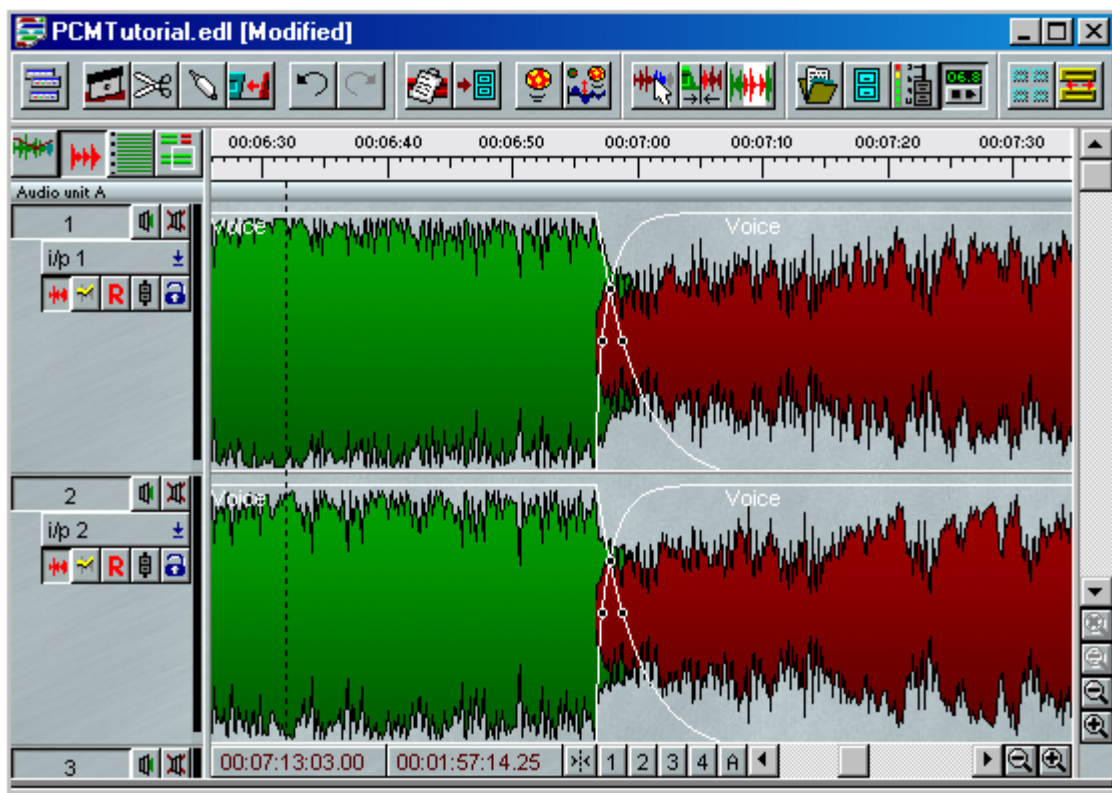 PCMTutorial.edl [Modified]
06.8
00:06:30 00:06:40 00:06:50 00:07:00 00:07:10 00:07:20 00:07:30
Audio unit A
1
Voice Voice
i/p 1
R
2
Voice Voice
i/p 2
R
3
00:07:13:03.00 00:01:57:14.25 1 2 3 4 A